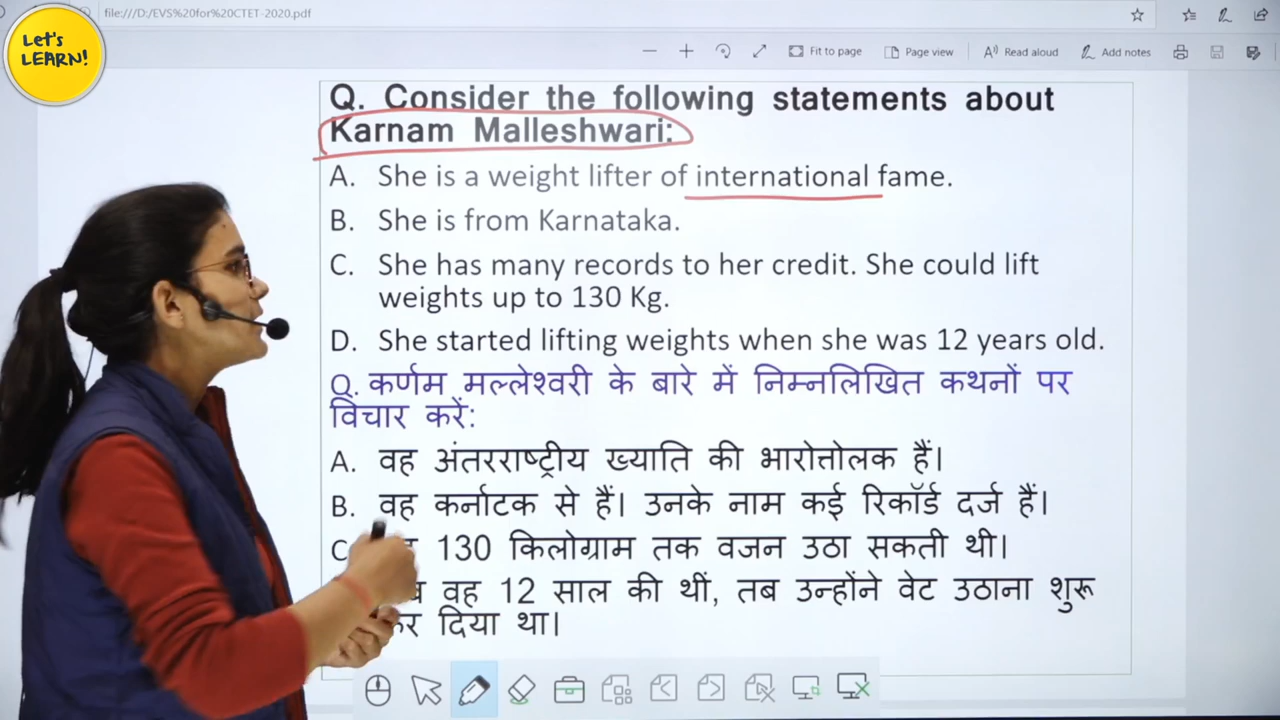 file:///D:/EVS%20for%20CTET-2020.pdf
Let's
LEARN!
Fit to page
Page view
Read aloud
Add notes
Q. Consider the following statements about
Karnam Malleshwari:
A. She is a weight lifter of international fame.
B. She is from Karnataka.
C. She has many records to her credit. She could lift
weights up to 130 Kg.
D. She started lifting weights when she was 12 years old.
Q. कर्णम मल्लेश्वरी के बारे में निम्नलिखित कथनों पर
विचार करें:
A. वह अंतरराष्ट्रीय ख्याति की भारोत्तोलक हैं।
B. वह कर्नाटक से हैं। उनके नाम कई रिकॉर्ड दर्ज हैं।
C 130 किलोग्राम तक वजन उठा सकती थी।
वह 12 साल की थीं, तब उन्होंने वेट उठाना शुरू
कर दिया था।